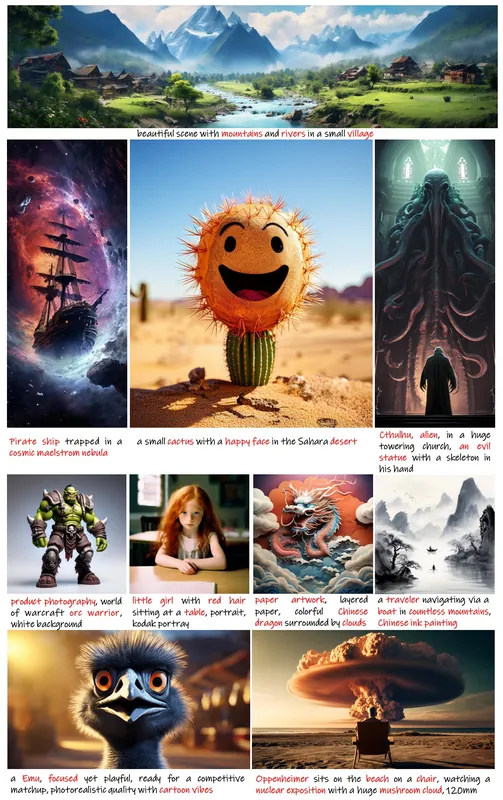 beautiful scene with mountains and rivers in a small village
Pirate ship trapped in a
cosmic maelstrom nebula
a small cactus with a happy face in the Sahara desert
Cthulhu, alien, in a huge
towering church, an evil
statue with a skeleton in
his hand
product photography, world
of warcraft orc warrior,
white background
little girl with red hair
sitting at a table, portrait,
kodak portray
paper artwork, layered
paper, colorful Chinese
dragon surrounded by clouds
a traveler navigating via a
boat in countless mountains,
Chinese ink painting
a Emu, focused yet playful, ready for a competitive
matchup, photorealistic quality with cartoon vibes
Oppenheimer sits on the beach on a chair, watching a
nuclear exposition with a huge mushroom cloud, 120mm